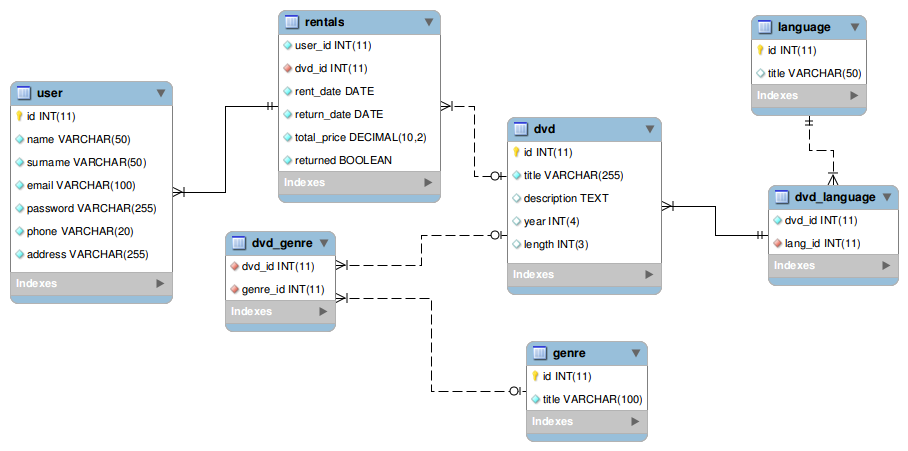 rentals
user_id INT(11)
dvd_id INT(11)
rent_date DATE
return_date DATE
total_price DECIMAL(10,2)
returned BOOLEAN
Indexes
language
id INT(11)
title VARCHAR(50)
Indexes
user
id INT(11)
name VARCHAR(50)
surname VARCHAR(50)
email VARCHAR(100)
password VARCHAR(255)
phone VARCHAR(20)
address VARCHAR(255)
Indexes
dvd
id INT(11)
title VARCHAR(255)
description TEXT
year INT(4)
length INT(3)
Indexes
dvd_language
dvd_id INT(11)
lang_id INT(11)
Indexes
dvd_genre
dvd_id INT(11)
genre_id INT(11)
Indexes
genre
id INT(11)
title VARCHAR(100)
Indexes